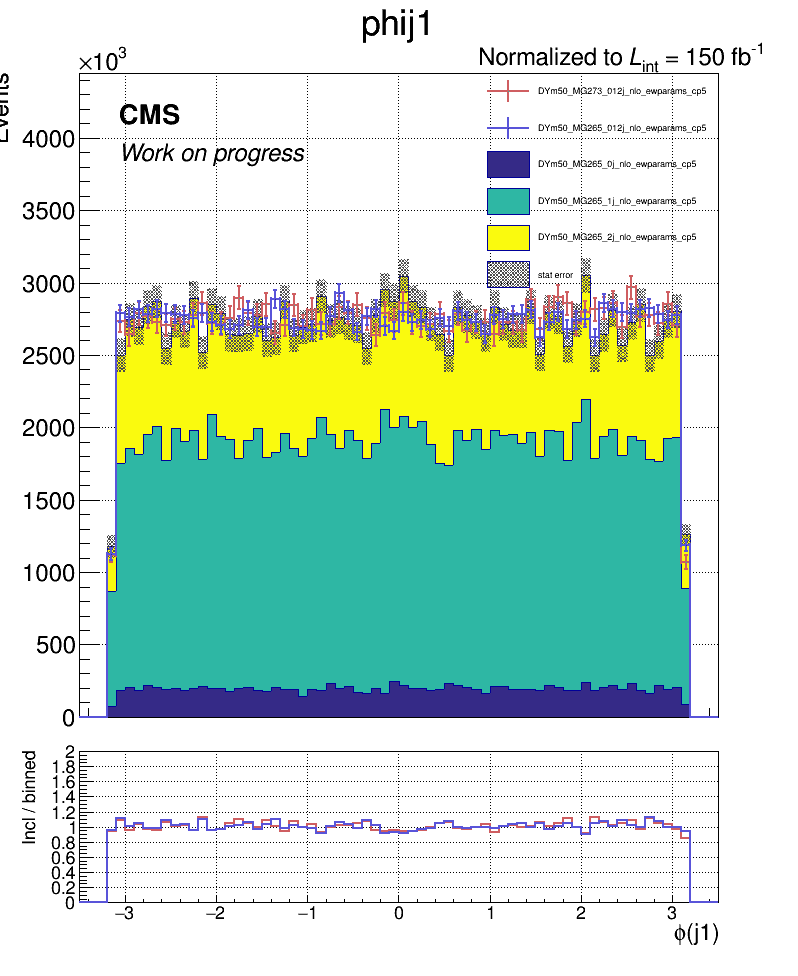 phij1
×10³
Normalized to Lint = 150 fb⁻¹
Events
CMS
Work on progress
DYm50_MG273_012j_nlo_ewparams_cp5
DYm50_MG265_012j_nlo_ewparams_cp5
DYm50_MG265_0j_nlo_ewparams_cp5
DYm50_MG265_1j_nlo_ewparams_cp5
DYm50_MG265_2j_nlo_ewparams_cp5
stat error
4000
3500
3000
2500
2000
1500
1000
500
0
Incl / binned
2
1.8
1.6
1.4
1.2
1
0.8
0.6
0.4
0.2
0
−3 −2 −1 0 1 2 3
ϕ(j1)